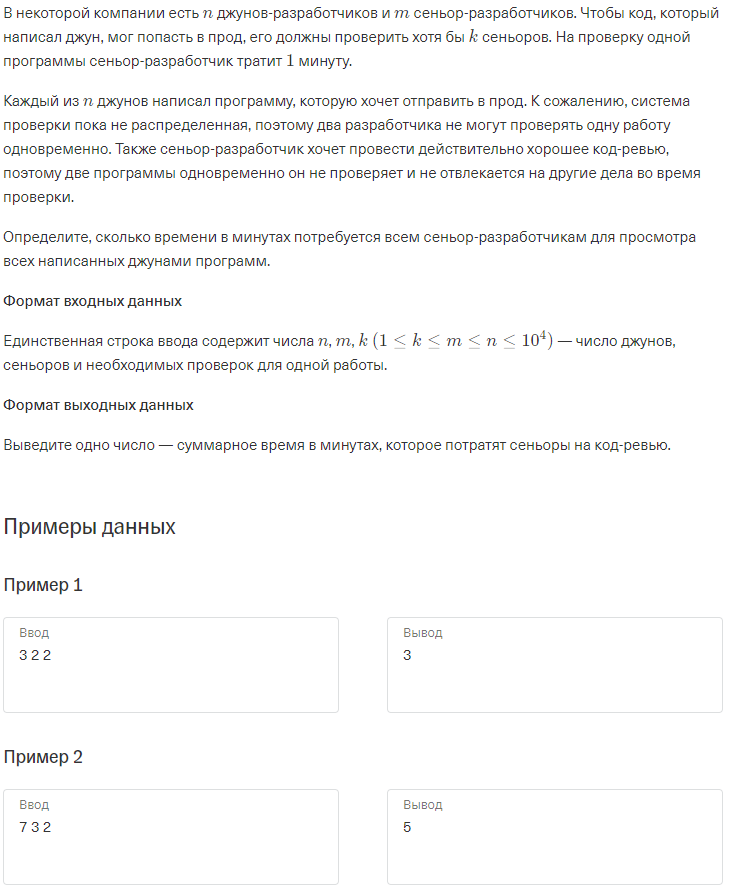 В некоторой компании есть n джунов-разработчиков и m сеньор-разработчиков. Чтобы код, который
написал джун, мог попасть в прод, его должны проверить хотя бы k сеньоров. На проверку одной
программы сеньор-разработчик тратит 1 минуту.
Каждый из n джунов написал программу, которую хочет отправить в прод. К сожалению, система
проверки пока не распределенная, поэтому два разработчика не могут проверять одну работу
одновременно. Также сеньор-разработчик хочет провести действительно хорошее код-ревью,
поэтому две программы одновременно он не проверяет и не отвлекается на другие дела во время
проверки.
Определите, сколько времени в минутах потребуется всем сеньор-разработчикам для просмотра
всех написанных джунами программ.
Формат входных данных
Единственная строка ввода содержит числа n, m, k (1 ≤ k ≤ m ≤ n ≤ 10⁴) — число джунов,
сеньоров и необходимых проверок для одной работы.
Формат выходных данных
Выведите одно число — суммарное время в минутах, которое потратят сеньоры на код-ревью.
Примеры данных
Пример 1
Ввод
3 2 2
Вывод
3
Пример 2
Ввод
7 3 2
Вывод
5